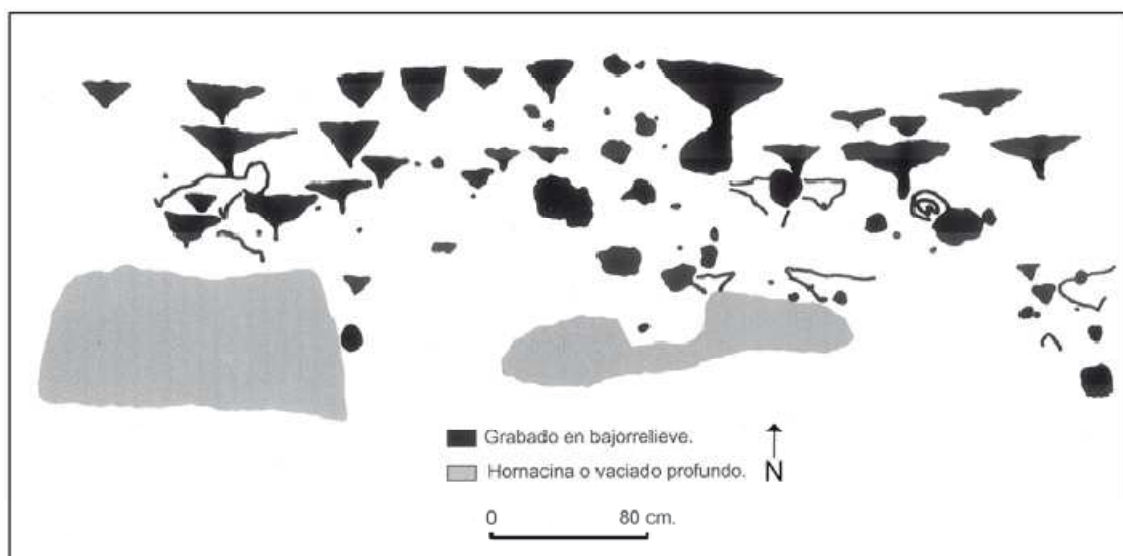 Grabado en bajorrelieve.
Hornacina o vaciado profundo.
N
0 80 cm.